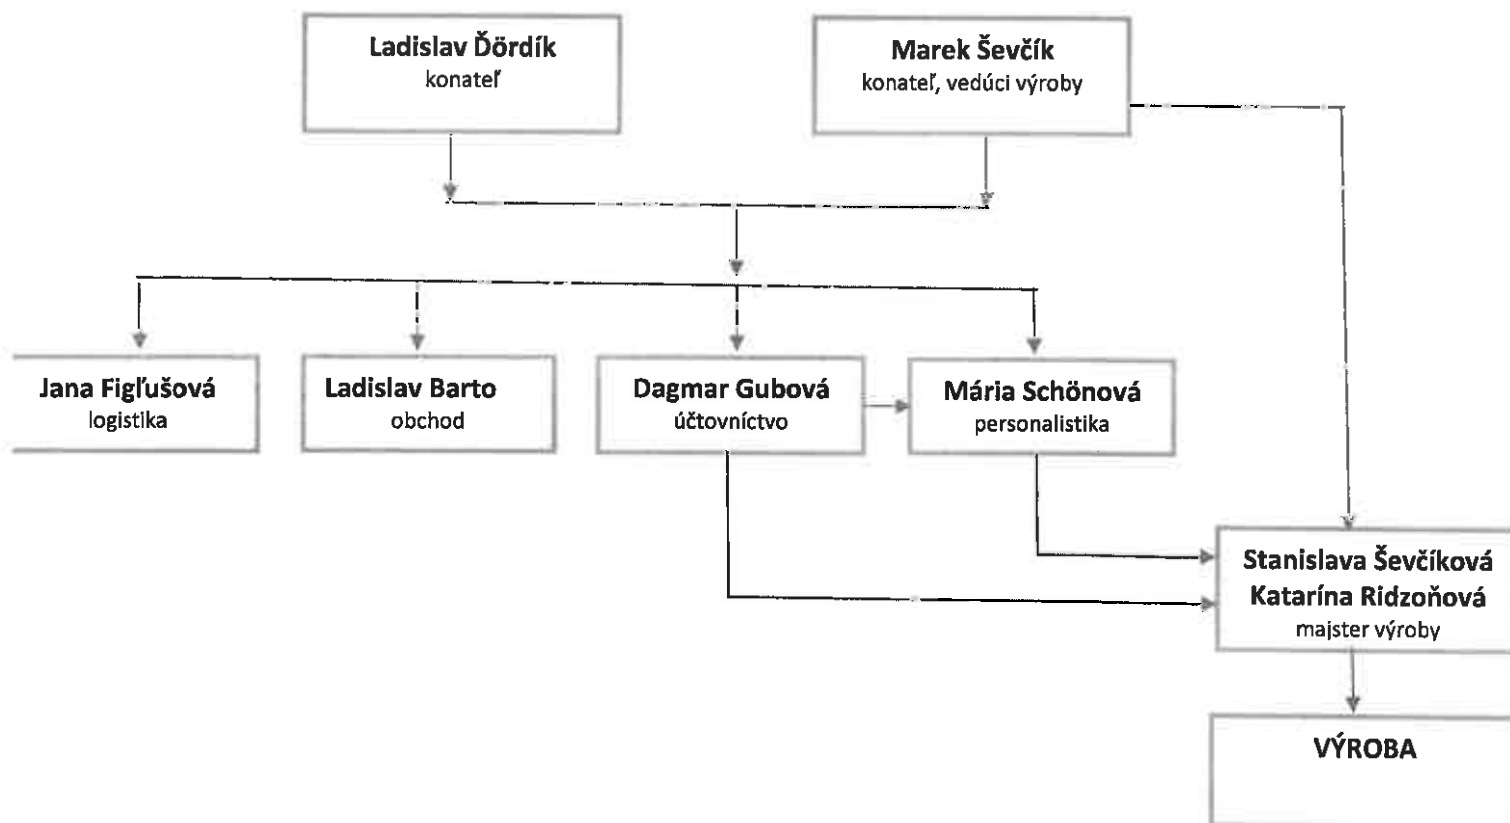 Ladislav Ďördík
konateľ
Marek Ševčík
konateľ, vedúci výroby
Jana Figľušová
logistika
Ladislav Barto
obchod
Dagmar Gubová
účtovníctvo
Mária Schönová
personalistika
Stanislava Ševčíková
Katarína Ridzoňová
majster výroby
VÝROBA